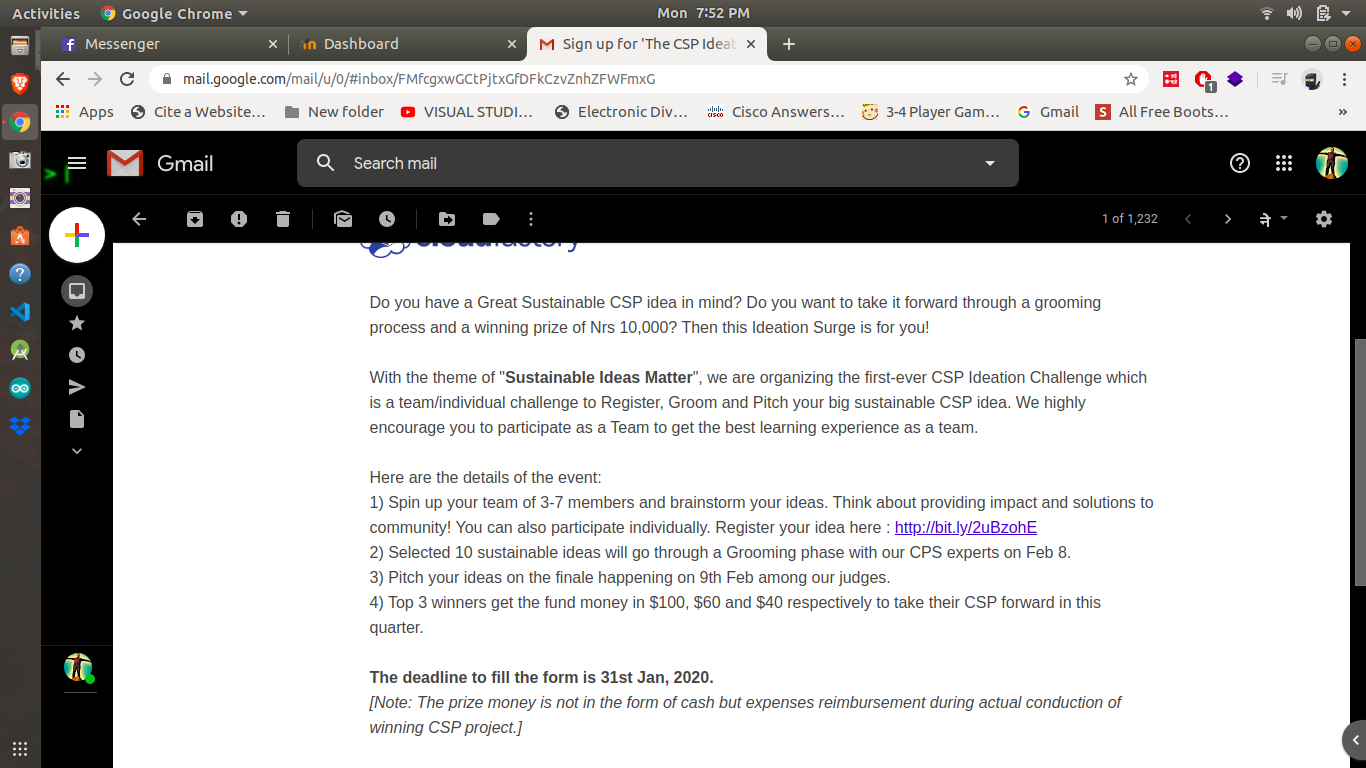 Activities Google Chrome Mon 7:52 PM
Messenger Dashboard Sign up for 'The CSP Ideat
mail.google.com/mail/u/0/#inbox/FMfcgxwGCtPjtxGfDFkCzvZnhZFWFmxG 1
Apps Cite a Website… New folder VISUAL STUDI… Electronic Div… Cisco Answers… 3-4 Player Gam… Gmail All Free Boots… »
Gmail Search mail
1 of 1,232
cloudfactory
Do you have a Great Sustainable CSP idea in mind? Do you want to take it forward through a grooming
process and a winning prize of Nrs 10,000? Then this Ideation Surge is for you!
With the theme of "Sustainable Ideas Matter", we are organizing the first-ever CSP Ideation Challenge which
is a team/individual challenge to Register, Groom and Pitch your big sustainable CSP idea. We highly
encourage you to participate as a Team to get the best learning experience as a team.
Here are the details of the event:
1) Spin up your team of 3-7 members and brainstorm your ideas. Think about providing impact and solutions to
community! You can also participate individually. Register your idea here : http://bit.ly/2uBzohE
2) Selected 10 sustainable ideas will go through a Grooming phase with our CPS experts on Feb 8.
3) Pitch your ideas on the finale happening on 9th Feb among our judges.
4) Top 3 winners get the fund money in $100, $60 and $40 respectively to take their CSP forward in this
quarter.
The deadline to fill the form is 31st Jan, 2020.
[Note: The prize money is not in the form of cash but expenses reimbursement during actual conduction of
winning CSP project.]